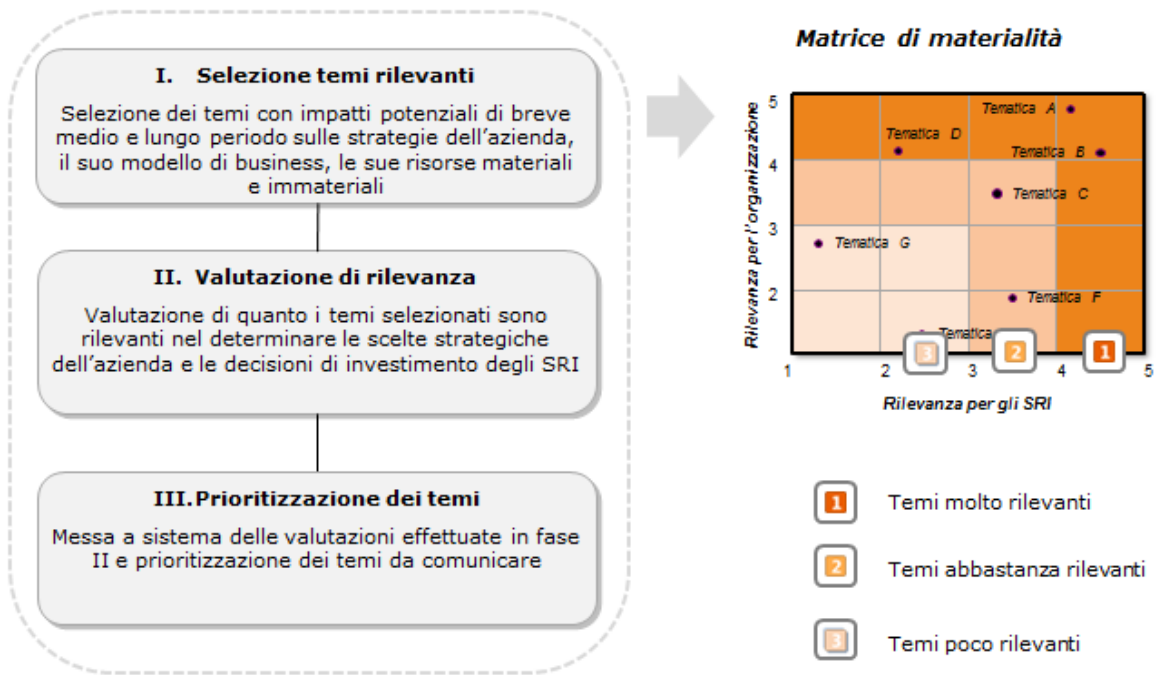 I. Selezione temi rilevanti
Selezione dei temi con impatti potenziali di breve
medio e lungo periodo sulle strategie dell’azienda,
il suo modello di business, le sue risorse materiali
e immateriali
II. Valutazione di rilevanza
Valutazione di quanto i temi selezionati sono
rilevanti nel determinare le scelte strategiche
dell’azienda e le decisioni di investimento degli SRI
III.Prioritizzazione dei temi
Messa a sistema delle valutazioni effettuate in fase
II e prioritizzazione dei temi da comunicare
Matrice di materialità
Rilevanza per l’organizzazione
5
4
3
2
Tematica A
Tematica D
Tematica B
Tematica C
Tematica G
Tematica F
Tematica
3
2
1
1
2
3
4
5
Rilevanza per gli SRI
1 Temi molto rilevanti
2 Temi abbastanza rilevanti
3 Temi poco rilevanti